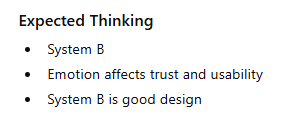 Expected Thinking
• System B
• Emotion affects trust and usability
• System B is good design